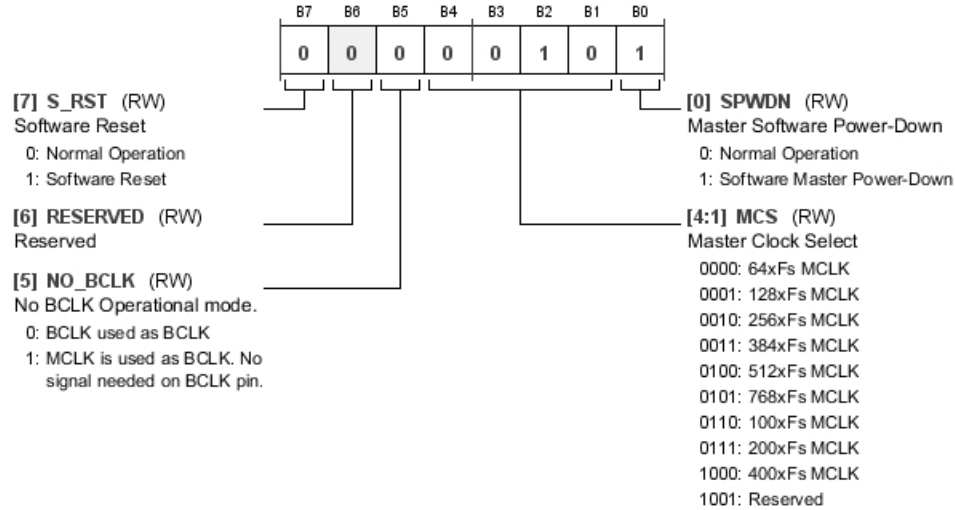 B7 B6 B5 B4 B3 B2 B1 B0
0 0 0 0 0 1 0 1
[7] S_RST (RW)
Software Reset
0: Normal Operation
1: Software Reset
[6] RESERVED (RW)
Reserved
[5] NO_BCLK (RW)
No BCLK Operational mode.
0: BCLK used as BCLK
1: MCLK is used as BCLK. No
signal needed on BCLK pin.
[0] SPWDN (RW)
Master Software Power-Down
0: Normal Operation
1: Software Master Power-Down
[4:1] MCS (RW)
Master Clock Select
0000: 64xFs MCLK
0001: 128xFs MCLK
0010: 256xFs MCLK
0011: 384xFs MCLK
0100: 512xFs MCLK
0101: 768xFs MCLK
0110: 100xFs MCLK
0111: 200xFs MCLK
1000: 400xFs MCLK
1001: Reserved